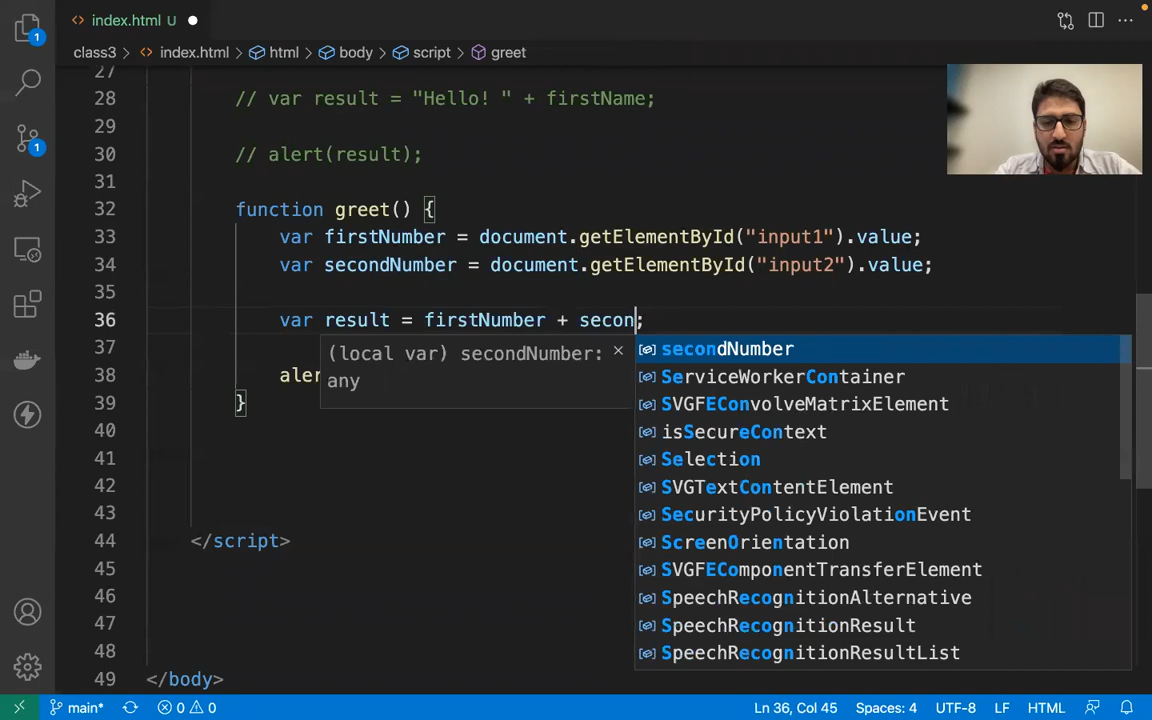 index.html U
class3 > index.html > html > body > script > greet
27
28 // var result = "Hello! " + firstName;
29
30 // alert(result);
31
32 function greet() {
33 var firstNumber = document.getElementById("input1").value;
34 var secondNumber = document.getElementById("input2").value;
35
36 var result = firstNumber + secon;
37
38 aler
39 }
40
41
42
43
44 </script>
45
46
47
48
49 </body>
(local var) secondNumber: ×
any
secondNumber
ServiceWorkerContainer
SVGFEConvolveMatrixElement
isSecureContext
Selection
SVGTextContentElement
SecurityPolicyViolationEvent
ScreenOrientation
SVGFEComponentTransferElement
SpeechRecognitionAlternative
SpeechRecognitionResult
SpeechRecognitionResultList
1
1
main* 0 0 Ln 36, Col 45 Spaces: 4 UTF-8 LF HTML